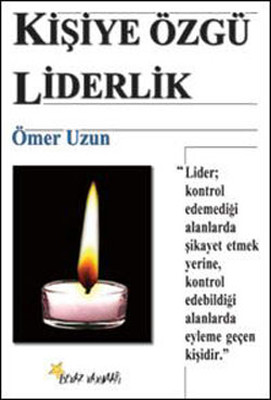 KİŞİYE ÖZGÜ
LİDERLİK
Ömer Uzun
“Lider;
kontrol
edemediği
alanlarda
şikayet etmek
yerine,
kontrol
edebildiği
alanlarda
eyleme geçen
kişidir.”